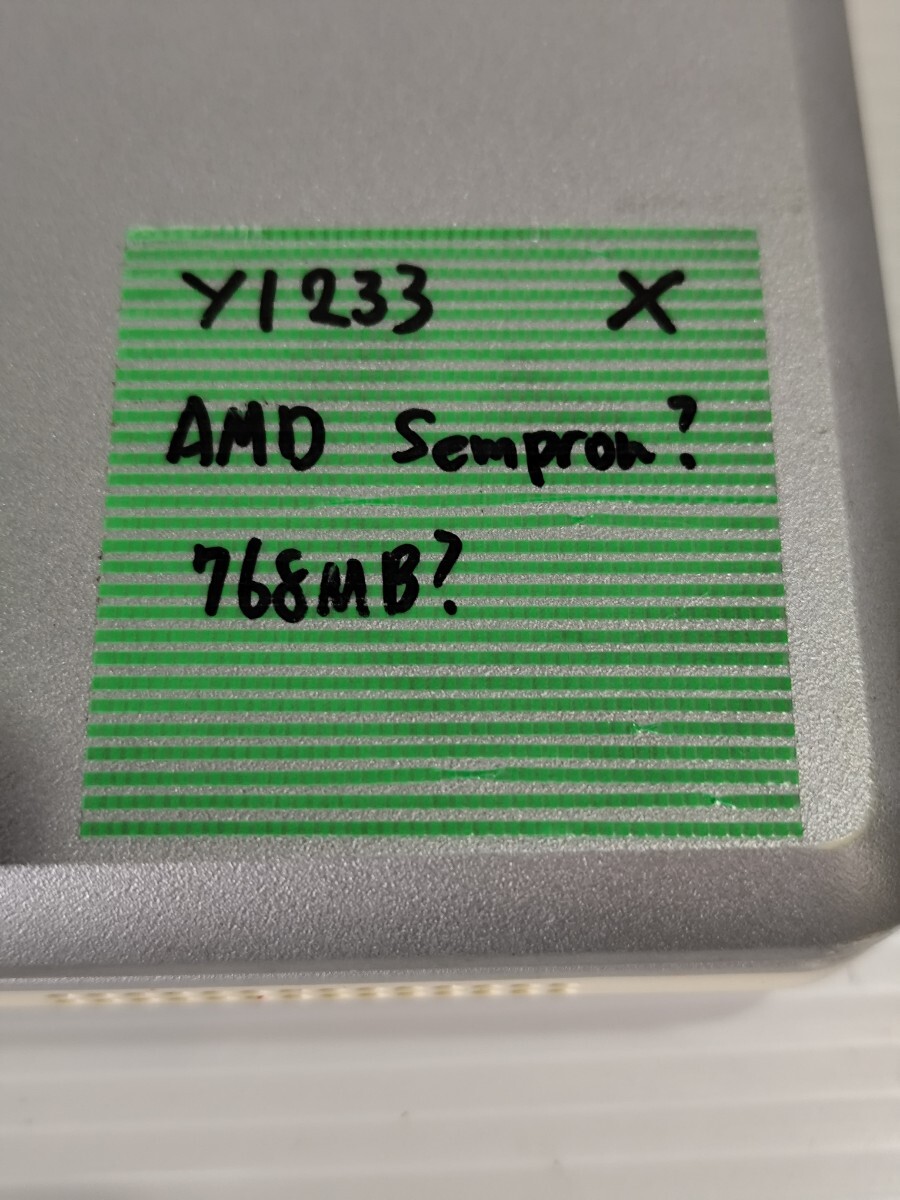 Y1233 X
AMD Sempron?
768MB?